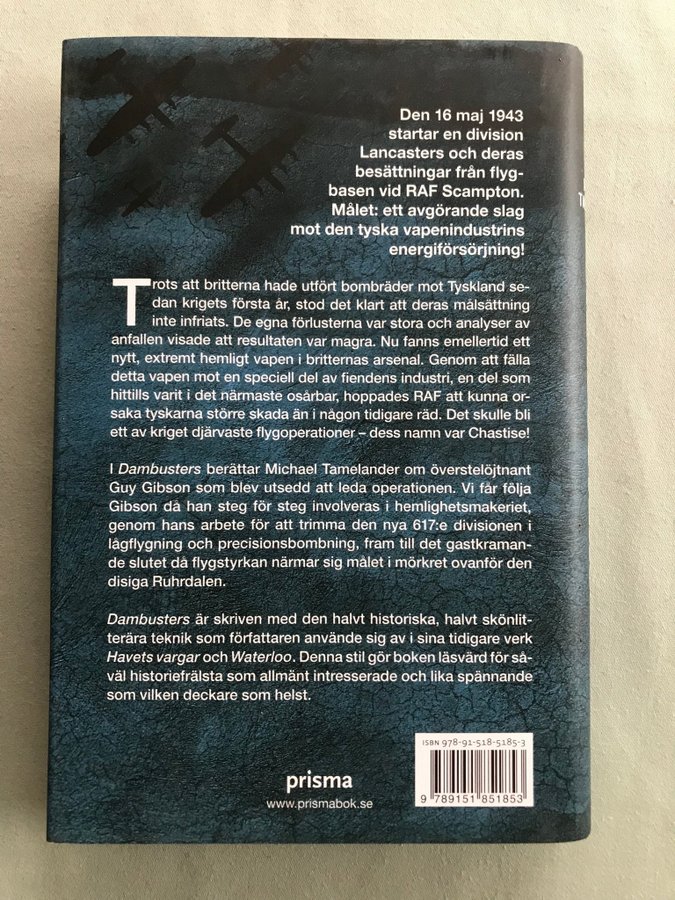 Den 16 maj 1943
startar en division
Lancasters och deras
besättningar från flyg-
basen vid RAF Scampton.
Målet: ett avgörande slag
mot den tyska vapenindustrins
energiförsörjning!
Trots att britterna hade utfört bombräder mot Tyskland se-
dan krigets första år, stod det klart att deras målsättning
inte infriats. De egna förlusterna var stora och analyser av
anfallen visade att resultaten var magra. Nu fanns emellertid ett
nytt, extremt hemligt vapen i britternas arsenal. Genom att fälla
detta vapen mot en speciell del av fiendens industri, en del som
hittills varit i det närmaste osårbar, hoppades RAF att kunna or-
saka tyskarna större skada än i någon tidigare räd. Det skulle bli
ett av kriget djärvaste flygoperationer – dess namn var Chastise!
I Dambusters berättar Michael Tamelander om överstelöjtnant
Guy Gibson som blev utsedd att leda operationen. Vi får följa
Gibson då han steg för steg involveras i hemlighetsmakeriet,
genom hans arbete för att trimma den nya 617:e divisionen i
lågflygning och precisionsbombning, fram till det gastkraman-
de slutet då flygstyrkan närmar sig målet i mörkret ovanför den
disiga Ruhrdalen.
Dambusters är skriven med den halvt historiska, halvt skönlit-
terära teknik som författaren använde sig av i sina tidigare verk
Havets vargar och Waterloo. Denna stil gör boken läsvärd för så-
väl historiefrälsta som allmänt intresserade och lika spännande
som vilken deckare som helst.
ISBN 978-91-518-5185-3
9 789151 851853
prisma
www.prismabok.se